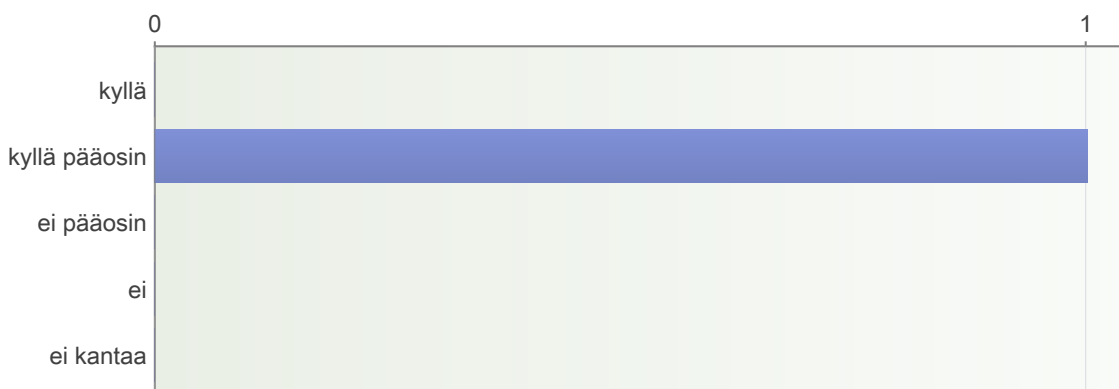 0 1
kyllä
kyllä pääosin
ei pääosin
ei
ei kantaa